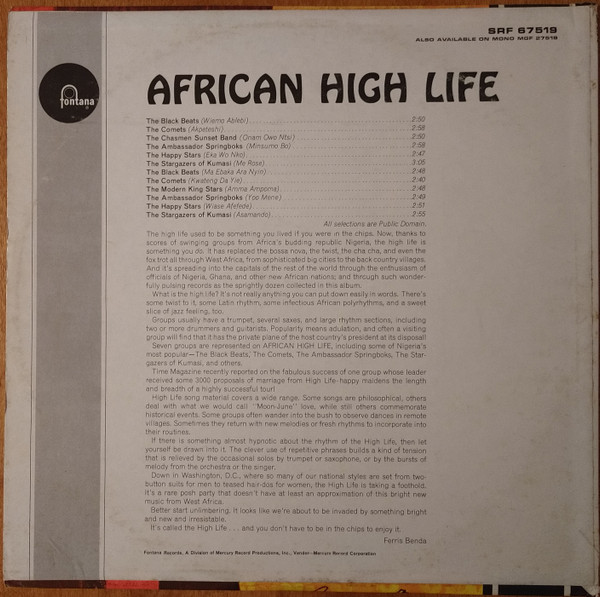 SRF 67519
ALSO AVAILABLE ON MONO MGF 27519
fontana
AFRICAN HIGH LIFE
The Black Beats (Wiemo Ablebi) 2:50
The Comets (Akpeteshi) 2:58
The Chasmen Sunset Band (Onam Owo Ntsi) 2:50
The Ambassador Springboks (Minsumo Bo) 2:58
The Happy Stars (Eka Wo Nko) 2:47
The Stargazers of Kumasi (Me Rose) 3:05
The Black Beats (Ma Ebaka Ara Nym) 2:48
The Comets (Kwateng Da Yie) 2:40
The Modern King Stars (Amma Ampoma) 2:48
The Ambassador Springboks (Yoo Mene) 2:49
The Happy Stars (Wiase Afefede) 2:51
The Stargazers of Kumasi (Asamando) 2:55
All selections are Public Domain.
The high life used to be something you lived if you were in the chips. Now, thanks to
scores of swinging groups from Africa's budding republic Nigeria, the high life is
something you do. It has replaced the bossa nova, the twist, the cha cha, and even the
fox trot all through West Africa, from sophisticated big cities to the back country villages.
And it's spreading into the capitals of the rest of the world through the enthusiasm of
officials of Nigeria, Ghana, and other new African nations; and through such wonder-
fully pulsing records as the sprightly dozen collected in this album.
What is the high life? It's not really anything you can put down easily in words. There's
some twist to it, some Latin rhythm, some infectious African polyrhythms, and a sweet
slice of jazz feeling, too.
Groups usually have a trumpet, several saxes, and large rhythm sections, including
two or more drummers and guitarists. Popularity means adulation, and often a visiting
group will find that it has the private plane of the host country's president at its disposal!
Seven groups are represented on AFRICAN HIGH LIFE, including some of Nigeria's
most popular—The Black Beats, The Comets, The Ambassador Springboks, The Star-
gazers of Kumasi, and others.
Time Magazine recently reported on the fabulous success of one group whose leader
received some 3000 proposals of marriage from High Life-happy maidens the length
and breadth of a highly successful tour!
High Life song material covers a wide range. Some songs are philosophical, others
deal with what we would call "Moon-June" love, while still others commemorate
historical events. Some groups often wander into the bush to observe dances in remote
villages. Sometimes they return with new melodies or fresh rhythms to incorporate into
their routines.
If there is something almost hypnotic about the rhythm of the High Life, then let
yourself be drawn into it. The clever use of repetitive phrases builds a kind of tension
that is relieved by the occasional solos by trumpet or saxophone, or by the bursts of
melody from the orchestra or the singer.
Down in Washington, D.C., where so many of our national styles are set from two-
button suits for men to teased hair-dos for women, the High Life is taking a foothold.
It's a rare posh party that doesn't have at least an approximation of this bright new
music from West Africa.
Better start unlimbering. It looks like we're about to be invaded by something bright
and new and irresistable.
It's called the High Life . . . and you don't have to be in the chips to enjoy it.
Ferris Benda
Fontana Records, A Division of Mercury Record Productions, Inc., Vendor–Mercury Record Corporation